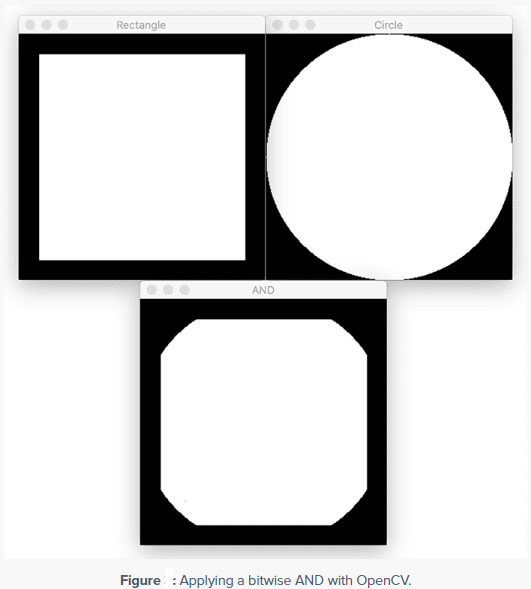 Rectangle
Circle
AND
Figure : Applying a bitwise AND with OpenCV.